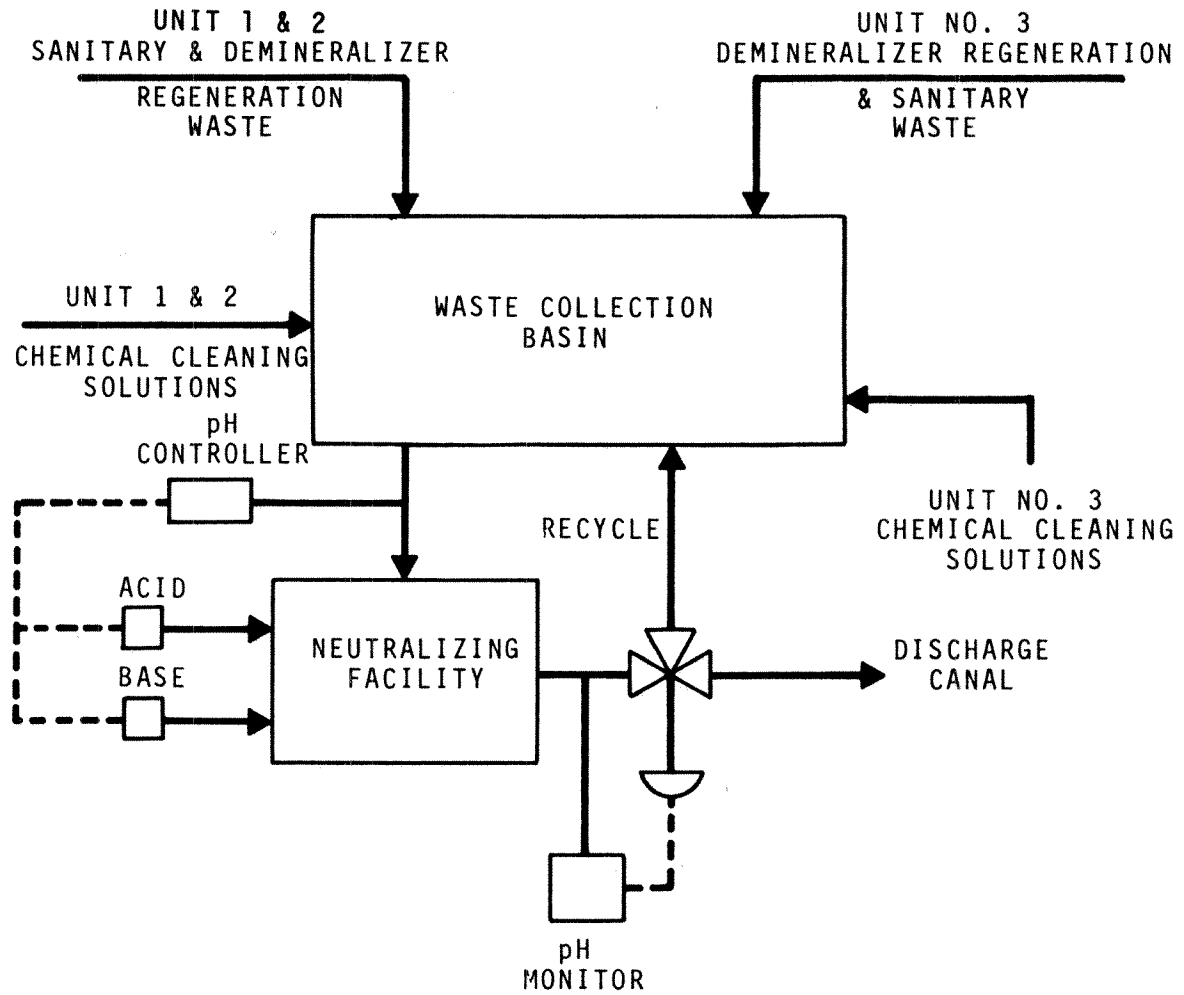 UNIT 1 & 2
SANITARY & DEMINERALIZER
REGENERATION
WASTE
UNIT NO. 3
DEMINERALIZER REGENERATION
& SANITARY
WASTE
UNIT 1 & 2
CHEMICAL CLEANING
SOLUTIONS
WASTE COLLECTION
BASIN
pH
CONTROLLER
RECYCLE
UNIT NO. 3
CHEMICAL CLEANING
SOLUTIONS
ACID
BASE
NEUTRALIZING
FACILITY
DISCHARGE
CANAL
pH
MONITOR